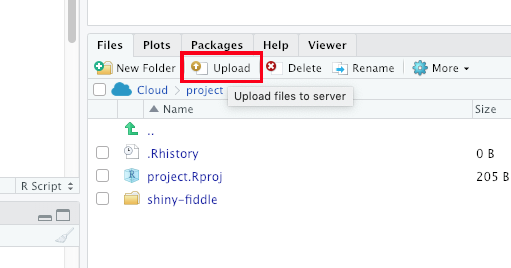 Files Plots Packages Help Viewer
New Folder Upload Delete Rename More
Cloud project
Upload files to server
Name Size
..
.Rhistory 0 B
project.Rproj 205 B
shiny-fiddle
R Script